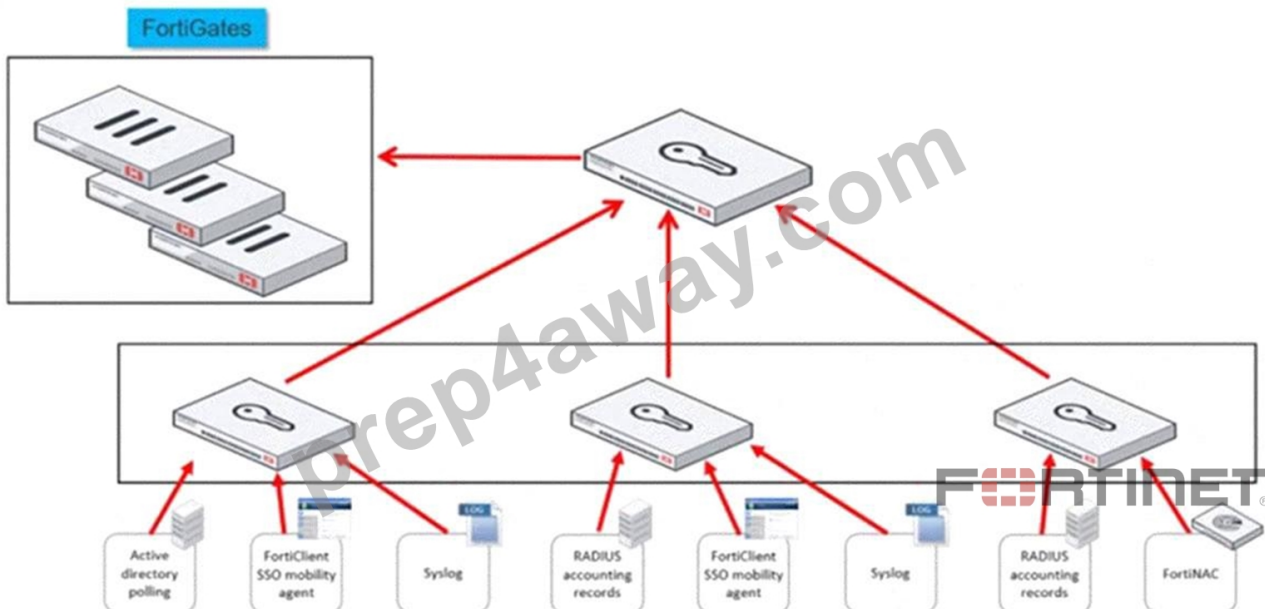 FortiGates
prep4away.com
FORTINET
LOG
LOG
Active
directory
polling
FortiClient
SSO mobility
agent
Syslog
RADIUS
accounting
records
FortiClient
SSO mobility
agent
Syslog
RADIUS
accounting
records
FortiNAC